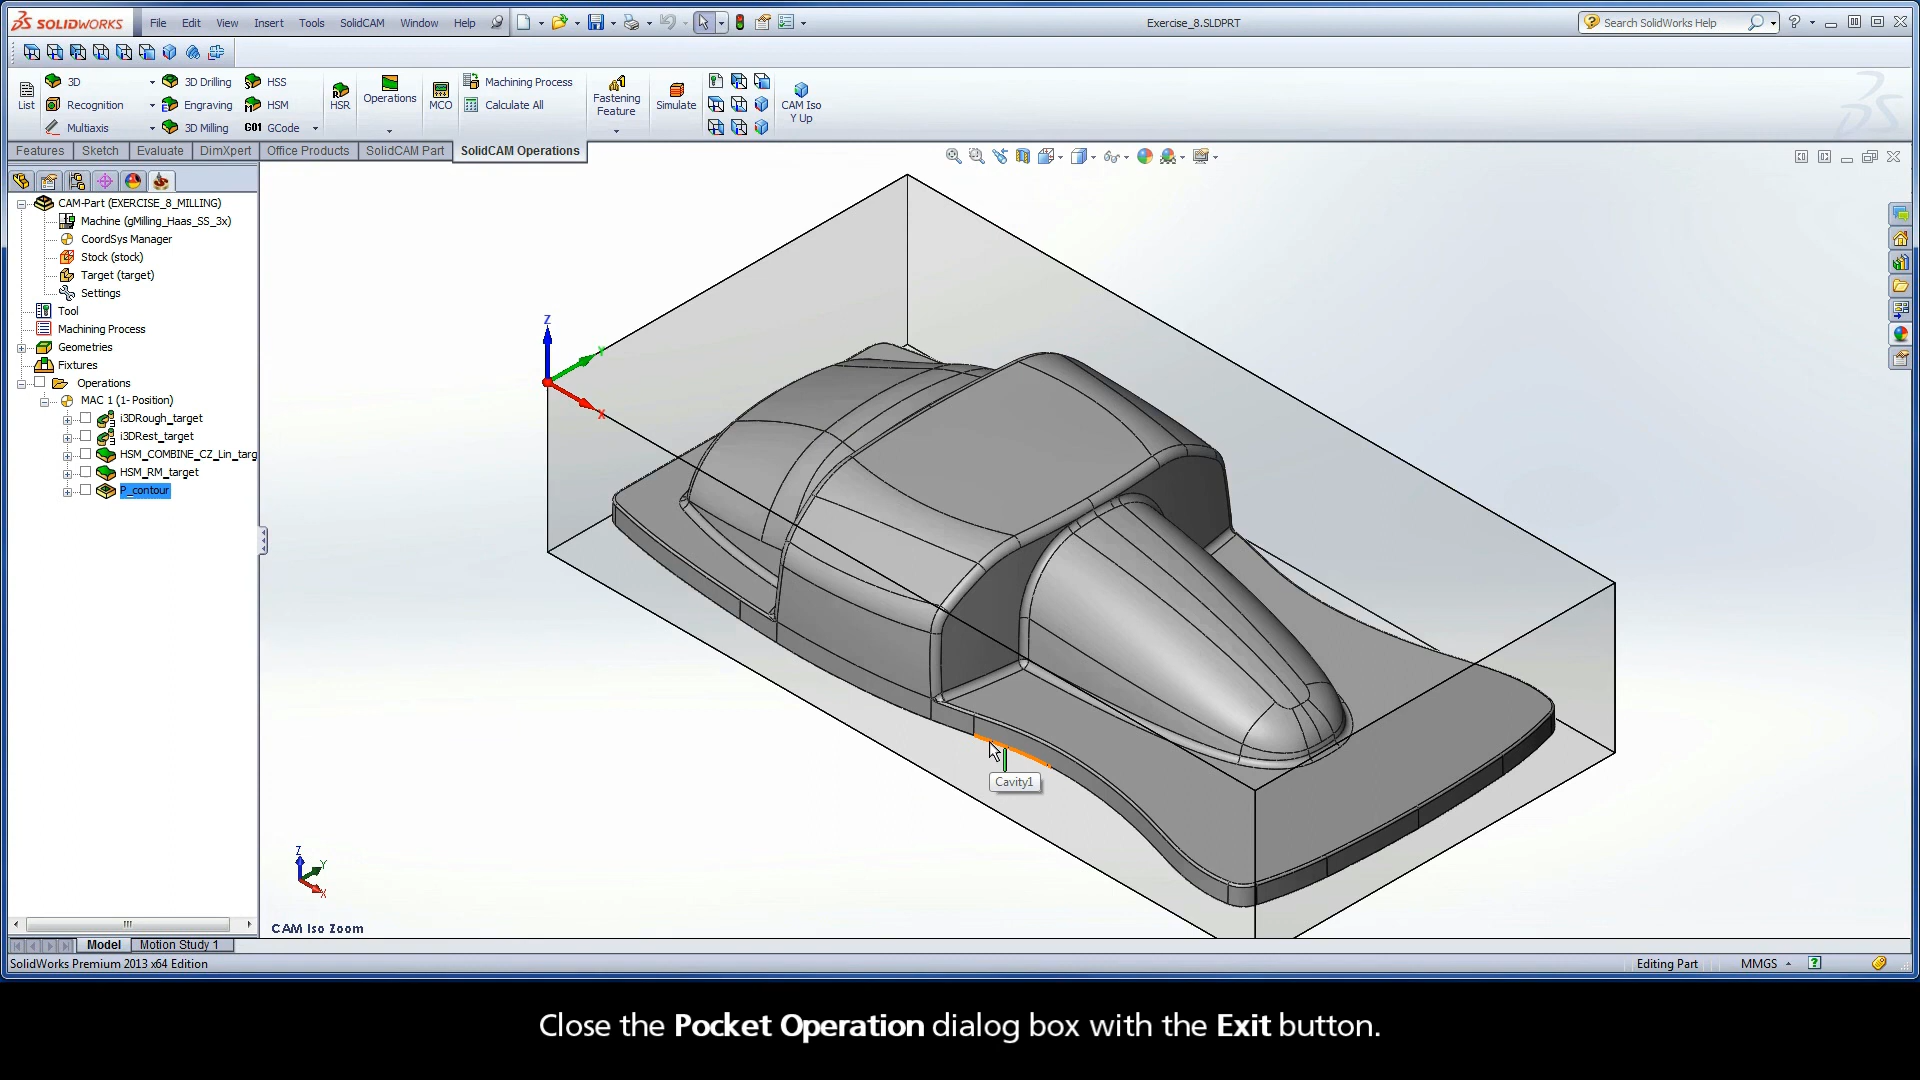 SOLIDWORKS File Edit View Insert Tools SolidCAM Window Help Exercise_8.SLDPRT Search SolidWorks Help
3D 3D Drilling HSS Machining Process
List Recognition Engraving HSM HSR Operations MCO Calculate All Fastening Feature Simulate CAM Iso Y Up
Multiaxis 3D Milling G01 GCode
Features Sketch Evaluate DimXpert Office Products SolidCAM Part SolidCAM Operations
CAM-Part (EXERCISE_8_MILLING)
Machine (gMilling_Haas_SS_3x)
CoordSys Manager
Stock (stock)
Target (target)
Settings
Tool
Machining Process
Geometries
Fixtures
Operations
MAC 1 (1- Position)
i3DRough_target
i3DRest_target
HSM_COMBINE_CZ_Lin_targ
HSM_RM_target
P_contour
Z
Y
X
Cavity1
Z
Y
X
CAM Iso Zoom
Model Motion Study 1
SolidWorks Premium 2013 x64 Edition Editing Part MMGS
Close the Pocket Operation dialog box with the Exit button.